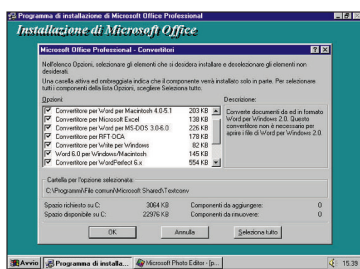 Programma di installazione di Microsoft Office Professional
Installazione di Microsoft Office
Microsoft Office Professional - Convertitori
Nell'elenco Opzioni, selezionare gli elementi che si desidera installare e deselezionare gli elementi non
desiderati.
Una casella attiva ed ombreggiata indica che il componente verrà installato solo in parte. Per selezionare
tutti i componenti della lista Opzioni, scegliere Seleziona tutto.
Opzioni:
Descrizione:
Convertitore per Word per Macintosh 4.0-5.1 203 KB
Convertitore per Microsoft Excel 138 KB
Convertitore per Word per MS-DOS 3.0-6.0 226 KB
Convertitore per RFT-DCA 178 KB
Convertitore per Write per Windows 82 KB
Word 6.0 per Windows/Macintosh 145 KB
Convertitore per WordPerfect 6.x 554 KB
Converte documenti da ed in formato
Word per Windows 2.0. Questo
convertitore non è necessario per
aprire i file di Word per Windows 2.0.
Cartella per l'opzione selezionata:
C:\Programmi\File comuni\Microsoft Shared\Textconv
Spazio richiesto su C: 3064 KB Componenti da aggiungere: 0
Spazio disponibile su C: 22976 KB Componenti da rimuovere: 0
OK Annulla Seleziona tutto
Avvio Programma di installa... Microsoft Photo Editor - [p... 15.39